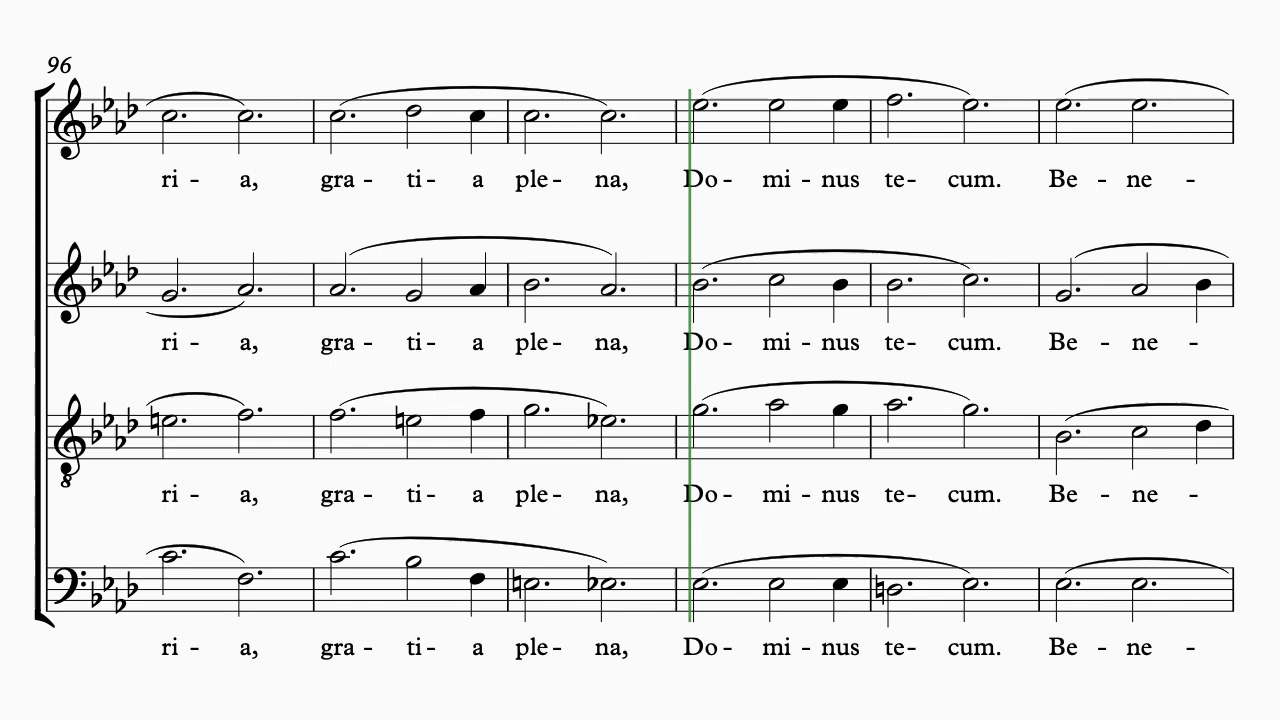 96
ri - a, gra - ti - a ple - na, Do - mi - nus te - cum. Be - ne -
ri - a, gra - ti - a ple - na, Do - mi - nus te - cum. Be - ne -
8
ri - a, gra - ti - a ple - na, Do - mi - nus te - cum. Be - ne -
ri - a, gra - ti - a ple - na, Do - mi - nus te - cum. Be - ne -